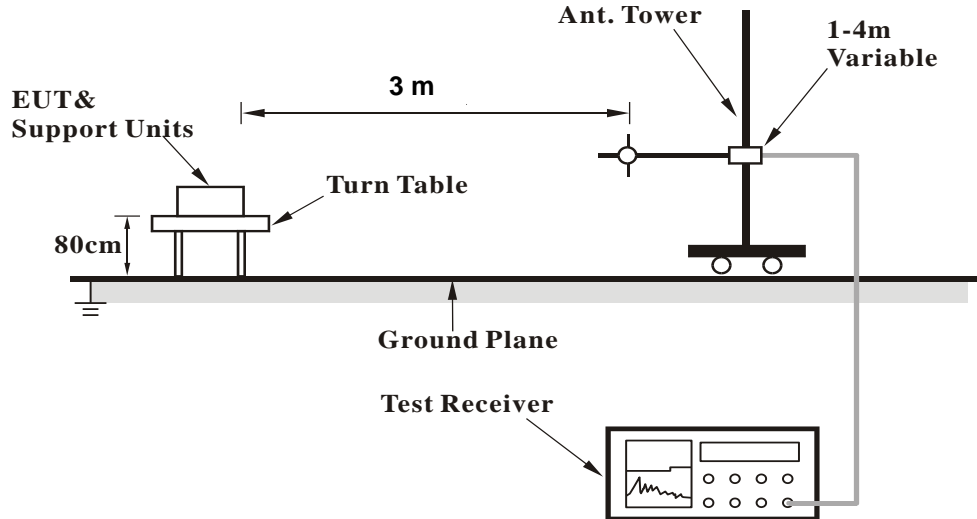 Ant. Tower
1-4m
Variable
3 m
EUT&
Support Units
Turn Table
80cm
Ground Plane
Test Receiver